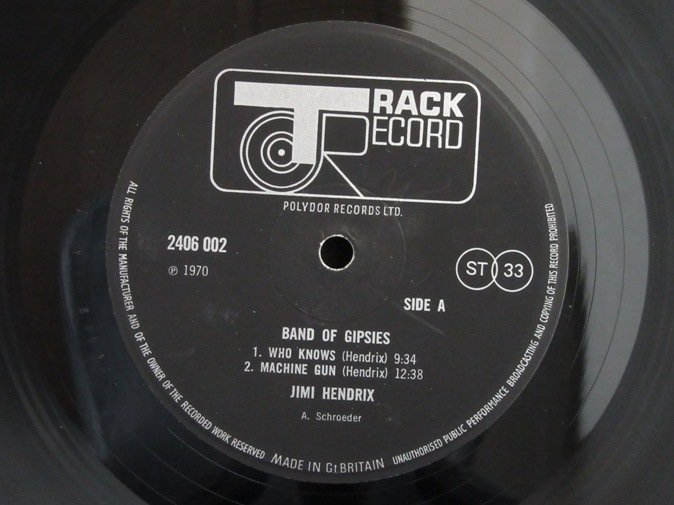 TRACK
RECORD
POLYDOR RECORDS LTD.
2406 002
℗ 1970
ST 33
SIDE A
BAND OF GIPSIES
1. WHO KNOWS (Hendrix) 9:34
2. MACHINE GUN (Hendrix) 12:38
JIMI HENDRIX
A. Schroeder
ALL RIGHTS OF THE MANUFACTURER AND OF THE OWNER OF THE RECORDED WORK RESERVED
MADE IN Gt BRITAIN
UNAUTHORISED PUBLIC PERFORMANCE BROADCASTING AND COPYING OF THIS RECORD PROHIBITED